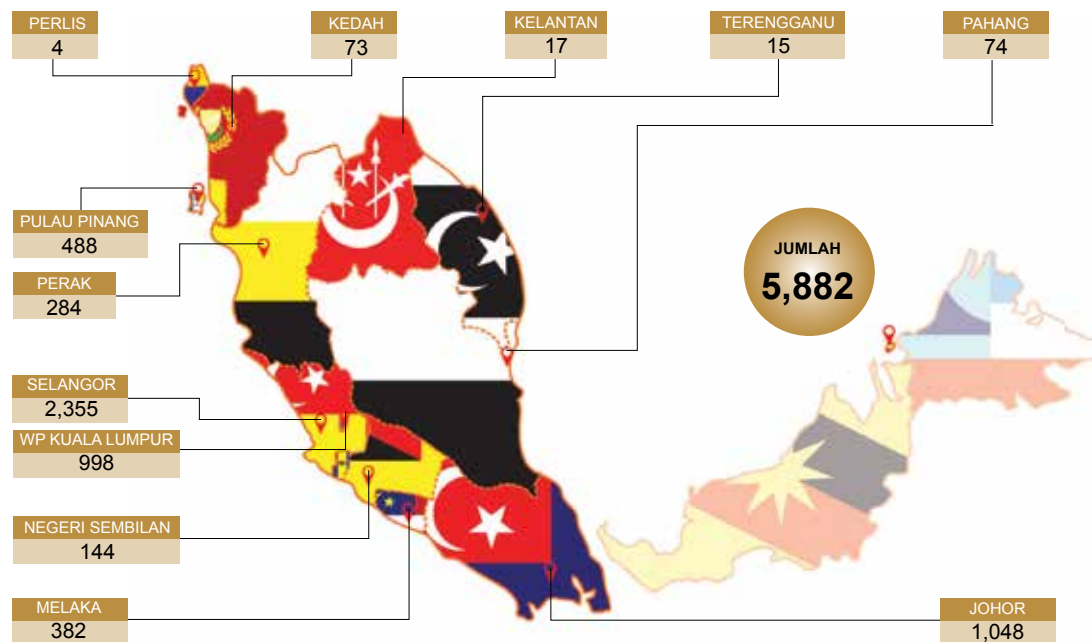 PERLIS
4
KEDAH
73
KELANTAN
17
TERENGGANU
15
PAHANG
74
PULAU PINANG
488
PERAK
284
JUMLAH
5,882
SELANGOR
2,355
WP KUALA LUMPUR
998
NEGERI SEMBILAN
144
MELAKA
382
JOHOR
1,048